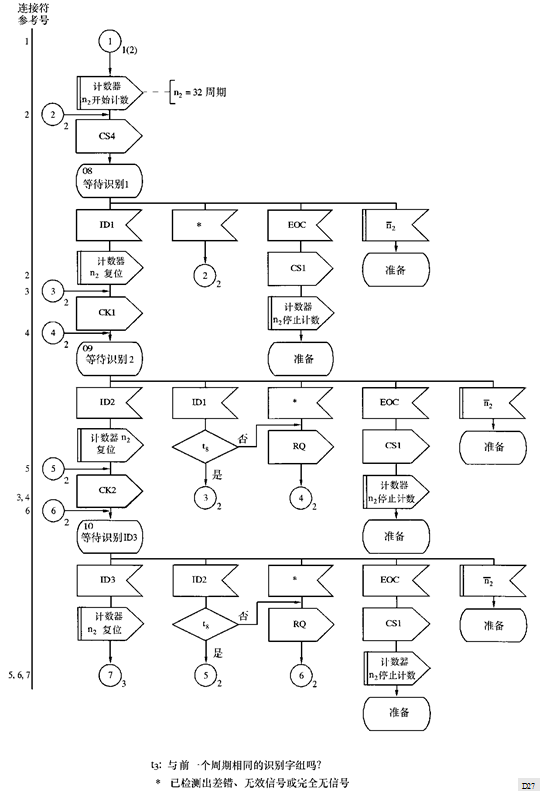 连接符
参考号
1
1
1(2)
计数器
n₂开始计数
n₂ = 32 周期
2
2
2
CS4
08
等待识别1
ID1
*
EOC
n̅₂
计数器
n₂ 复位
2
2
CS1
准备
2
3
3
2
CK1
计数器
n₂停止计数
4
4
2
09
等待识别2
准备
ID2
ID1
*
EOC
n̅₂
计数器 n₂
复位
t₈
否
RQ
CS1
准备
是
5
5
2
3
2
4
2
计数器
n₂停止计数
CK2
3, 4
6
6
2
10
等待识别ID3
准备
ID3
ID2
*
EOC
n̅₂
计数器
n₂ 复位
t₈
否
RQ
CS1
准备
是
5, 6, 7
7
3
5
2
6
2
计数器
n₂停止计数
准备
t₃: 与前一个周期相同的识别字组吗?
* 已检测出差错、无效信号或完全无信号
D27